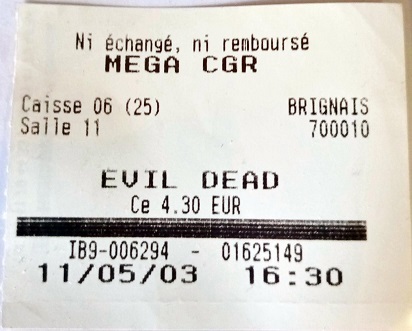 Ni échangé, ni remboursé
MEGA CGR
Caisse 06 (25) BRIGNAIS
Salle 11 700010
EVIL DEAD
Ce 4.30 EUR
IB9-006294 - 01625149
11/05/03 16:30